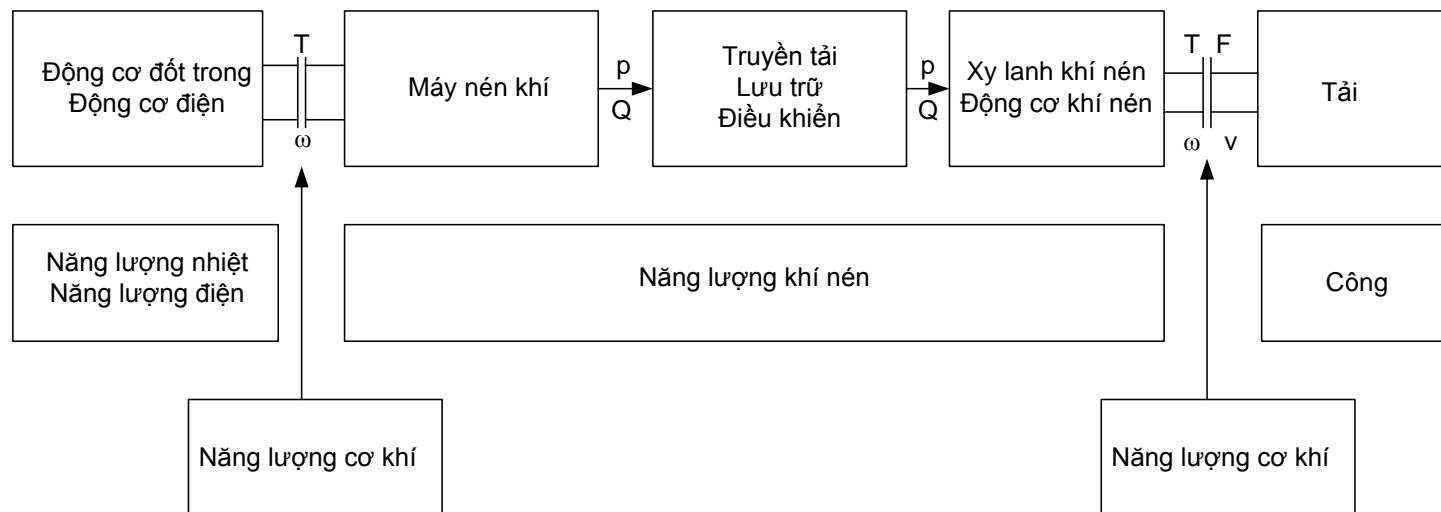 Động cơ đốt trong
Động cơ điện
T
ω
Máy nén khí
p
Q
Truyền tải
Lưu trữ
Điều khiển
p
Q
Xy lanh khí nén
Động cơ khí nén
T F
ω v
Tải
Năng lượng nhiệt
Năng lượng điện
Năng lượng khí nén
Công
Năng lượng cơ khí
Năng lượng cơ khí